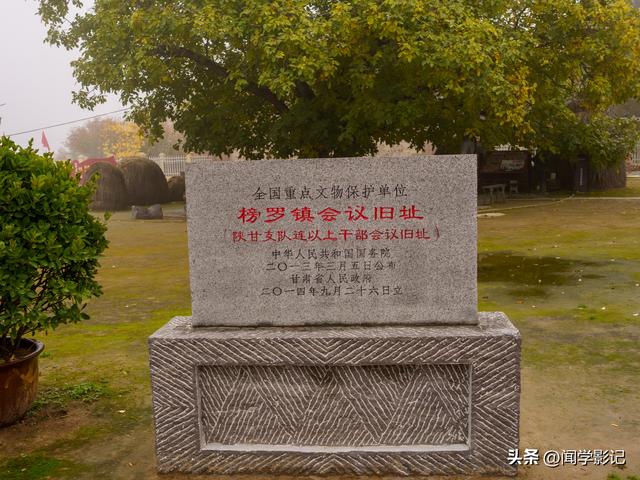 全国重点文物保护单位
榜罗镇会议旧址
（陕甘支队连以上干部会议旧址）
中华人民共和国国务院
二〇一三年三月五日公布
甘肃省人民政府
二〇一四年九月二十六日立
头条 @闻学影记